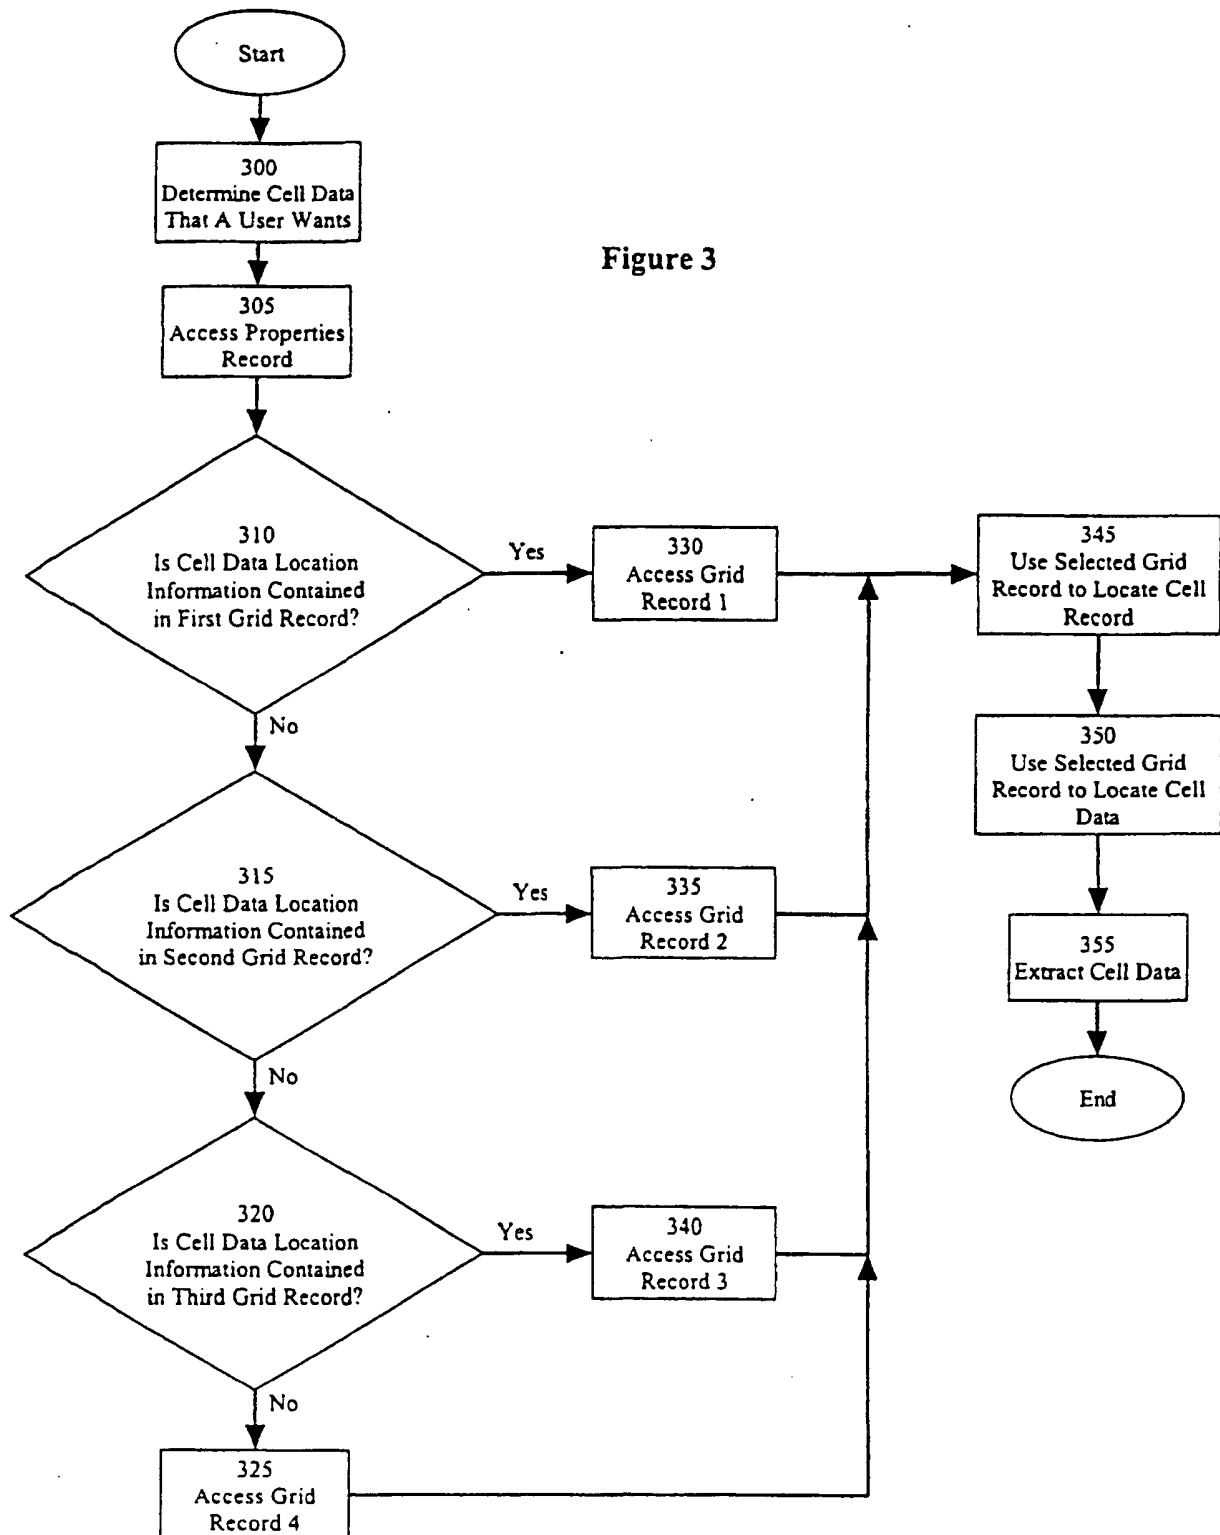 Start
300
Determine Cell Data
That A User Wants
Figure 3
305
Access Properties
Record
310
Is Cell Data Location
Information Contained
in First Grid Record?
Yes
330
Access Grid
Record 1
345
Use Selected Grid
Record to Locate Cell
Record
No
350
Use Selected Grid
Record to Locate Cell
Data
315
Is Cell Data Location
Information Contained
in Second Grid Record?
Yes
335
Access Grid
Record 2
355
Extract Cell Data
No
End
320
Is Cell Data Location
Information Contained
in Third Grid Record?
Yes
340
Access Grid
Record 3
No
325
Access Grid
Record 4